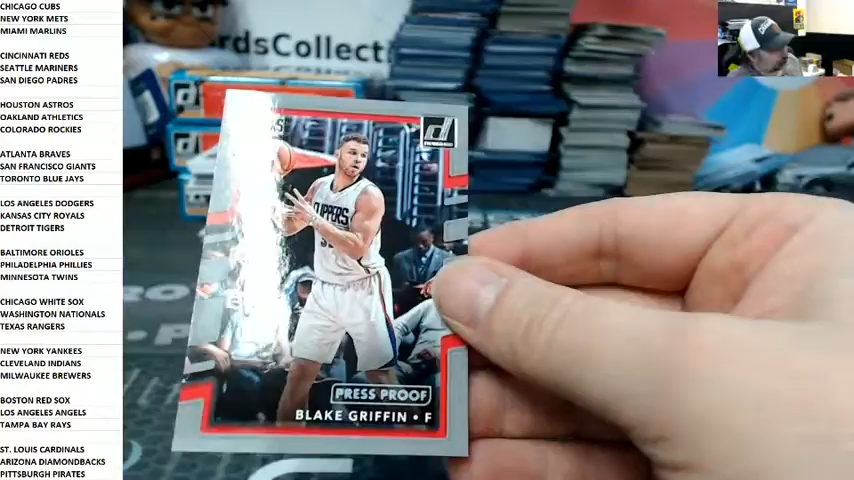 CHICAGO CUBS
NEW YORK METS
MIAMI MARLINS
CINCINNATI REDS
SEATTLE MARINERS
SAN DIEGO PADRES
HOUSTON ASTROS
OAKLAND ATHLETICS
COLORADO ROCKIES
ATLANTA BRAVES
SAN FRANCISCO GIANTS
TORONTO BLUE JAYS
LOS ANGELES DODGERS
KANSAS CITY ROYALS
DETROIT TIGERS
BALTIMORE ORIOLES
PHILADELPHIA PHILLIES
MINNESOTA TWINS
CHICAGO WHITE SOX
WASHINGTON NATIONALS
TEXAS RANGERS
NEW YORK YANKEES
CLEVELAND INDIANS
MILWAUKEE BREWERS
BOSTON RED SOX
LOS ANGELES ANGELS
TAMPA BAY RAYS
ST. LOUIS CARDINALS
ARIZONA DIAMONDBACKS
PITTSBURGH PIRATES
rdsCollect
CLIPPERS
PRESS PROOF
BLAKE GRIFFIN • F